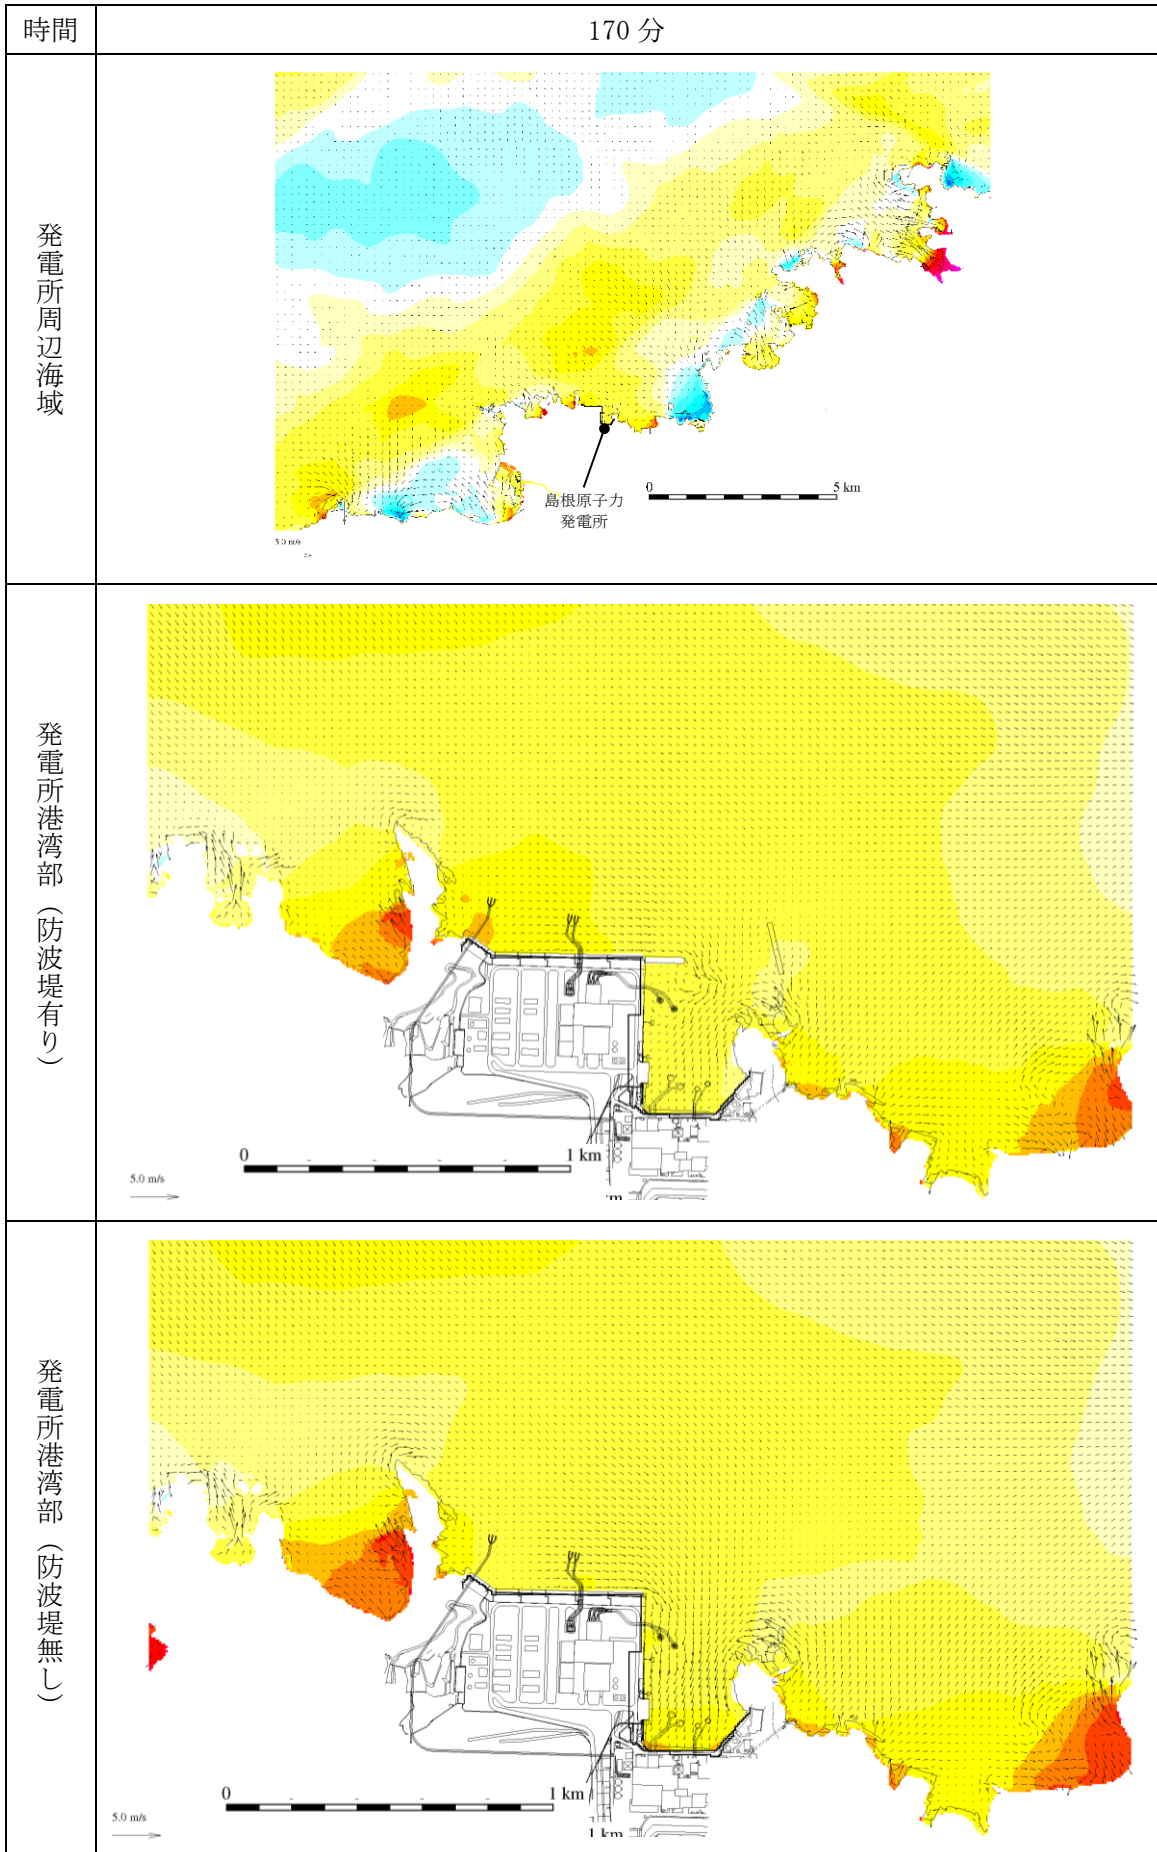 時間
170 分
発電所周辺海域
島根原子力
発電所
0
5 km
5.0 m/s
発電所港湾部（防波堤有り）
0
1 km
5.0 m/s
発電所港湾部（防波堤無し）
0
1 km
5.0 m/s
1 km